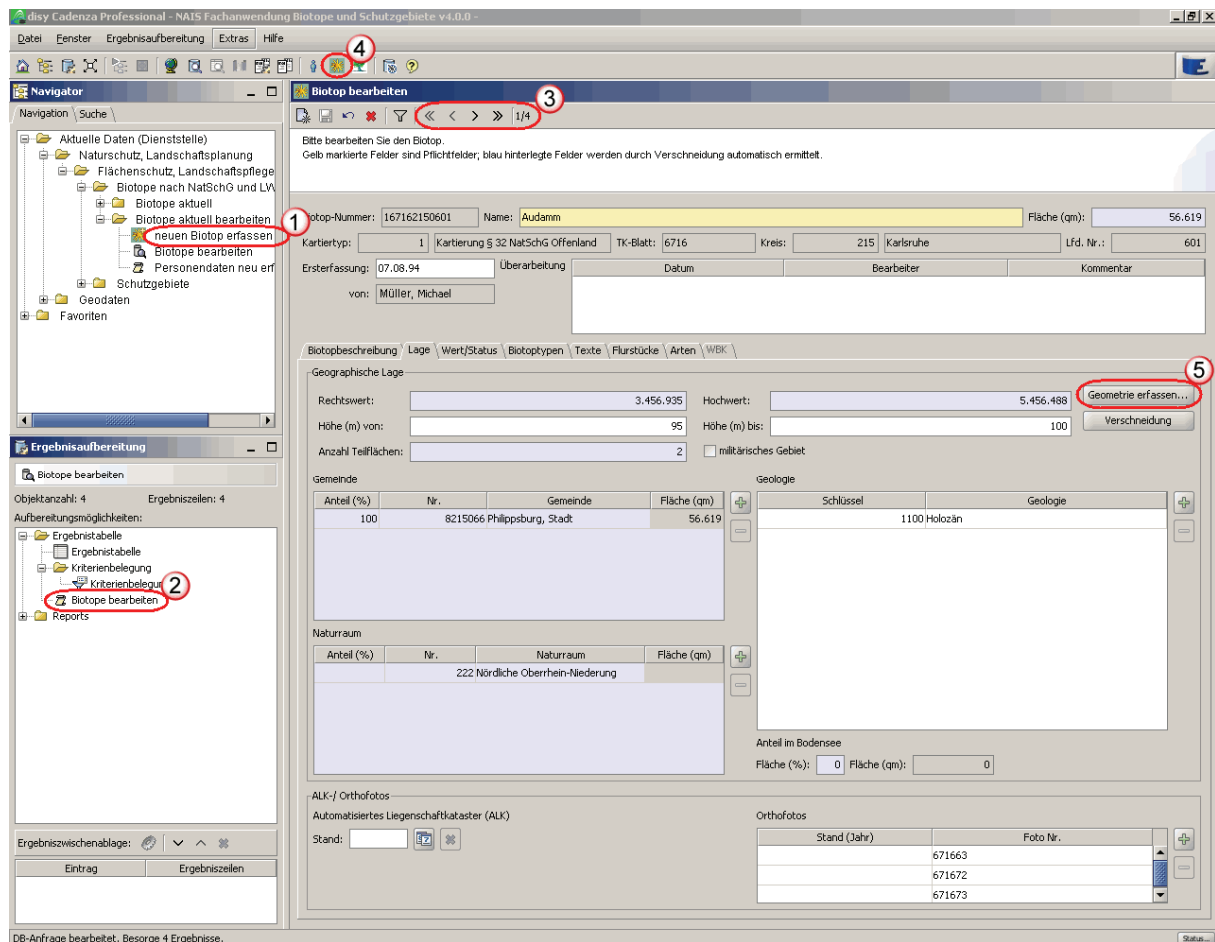 disy Cadenza Professional - NAIS Fachanwendung Biotope und Schutzgebiete v4.0.0 -
Datei Fenster Ergebnisaufbereitung Extras Hilfe
4
Navigator
Navigation Suche
Aktuelle Daten (Dienststelle)
Naturschutz, Landschaftsplanung
Flächenschutz, Landschaftspflege
Biotope nach NatSchG und LW
Biotope aktuell
Biotope aktuell bearbeiten
neuen Biotop erfassen
1
Biotope bearbeiten
Personendaten neu erf
Schutzgebiete
Geodaten
Favoriten
Ergebnisaufbereitung
Biotope bearbeiten
Objektanzahl: 4 Ergebniszeilen: 4
Aufbereitungsmöglichkeiten:
Ergebnistabelle
Ergebnistabelle
Kriterienbelegung
Kriterienbelegun
2
Biotope bearbeiten
Reports
Ergebniszwischenablage:
Eintrag Ergebniszeilen
Biotop bearbeiten
3
1/4
Bitte bearbeiten Sie den Biotop.
Gelb markierte Felder sind Pflichtfelder; blau hinterlegte Felder werden durch Verschneidung automatisch ermittelt.
iotop-Nummer: 167162150601 Name: Audamm Fläche (qm): 56.619
Kartiertyp: 1 Kartierung § 32 NatSchG Offenland TK-Blatt: 6716 Kreis: 215 Karlsruhe Lfd. Nr.: 601
Ersterfassung: 07.08.94 Überarbeitung Datum Bearbeiter Kommentar
von: Müller, Michael
Biotopbeschreibung Lage Wert/Status Biotoptypen Texte Flurstücke Arten WBK
Geographische Lage
5
Rechtswert: 3.456.935 Hochwert: 5.456.488 Geometrie erfassen...
Höhe (m) von: 95 Höhe (m) bis: 100 Verschneidung
Anzahl Teilflächen: 2 militärisches Gebiet
Gemeinde
Anteil (%) Nr. Gemeinde Fläche (qm)
100 8215066 Philippsburg, Stadt 56.619
Geologie
Schlüssel Geologie
1100 Holozän
Naturraum
Anteil (%) Nr. Naturraum Fläche (qm)
222 Nördliche Oberrhein-Niederung
Anteil im Bodensee
Fläche (%): 0 Fläche (qm): 0
ALK-/ Orthofotos
Automatisiertes Liegenschaftkataster (ALK)
Stand:
Orthofotos
Stand (Jahr) Foto Nr.
671663
671672
671673
DB-Anfrage bearbeitet. Besorge 4 Ergebnisse.
Status...